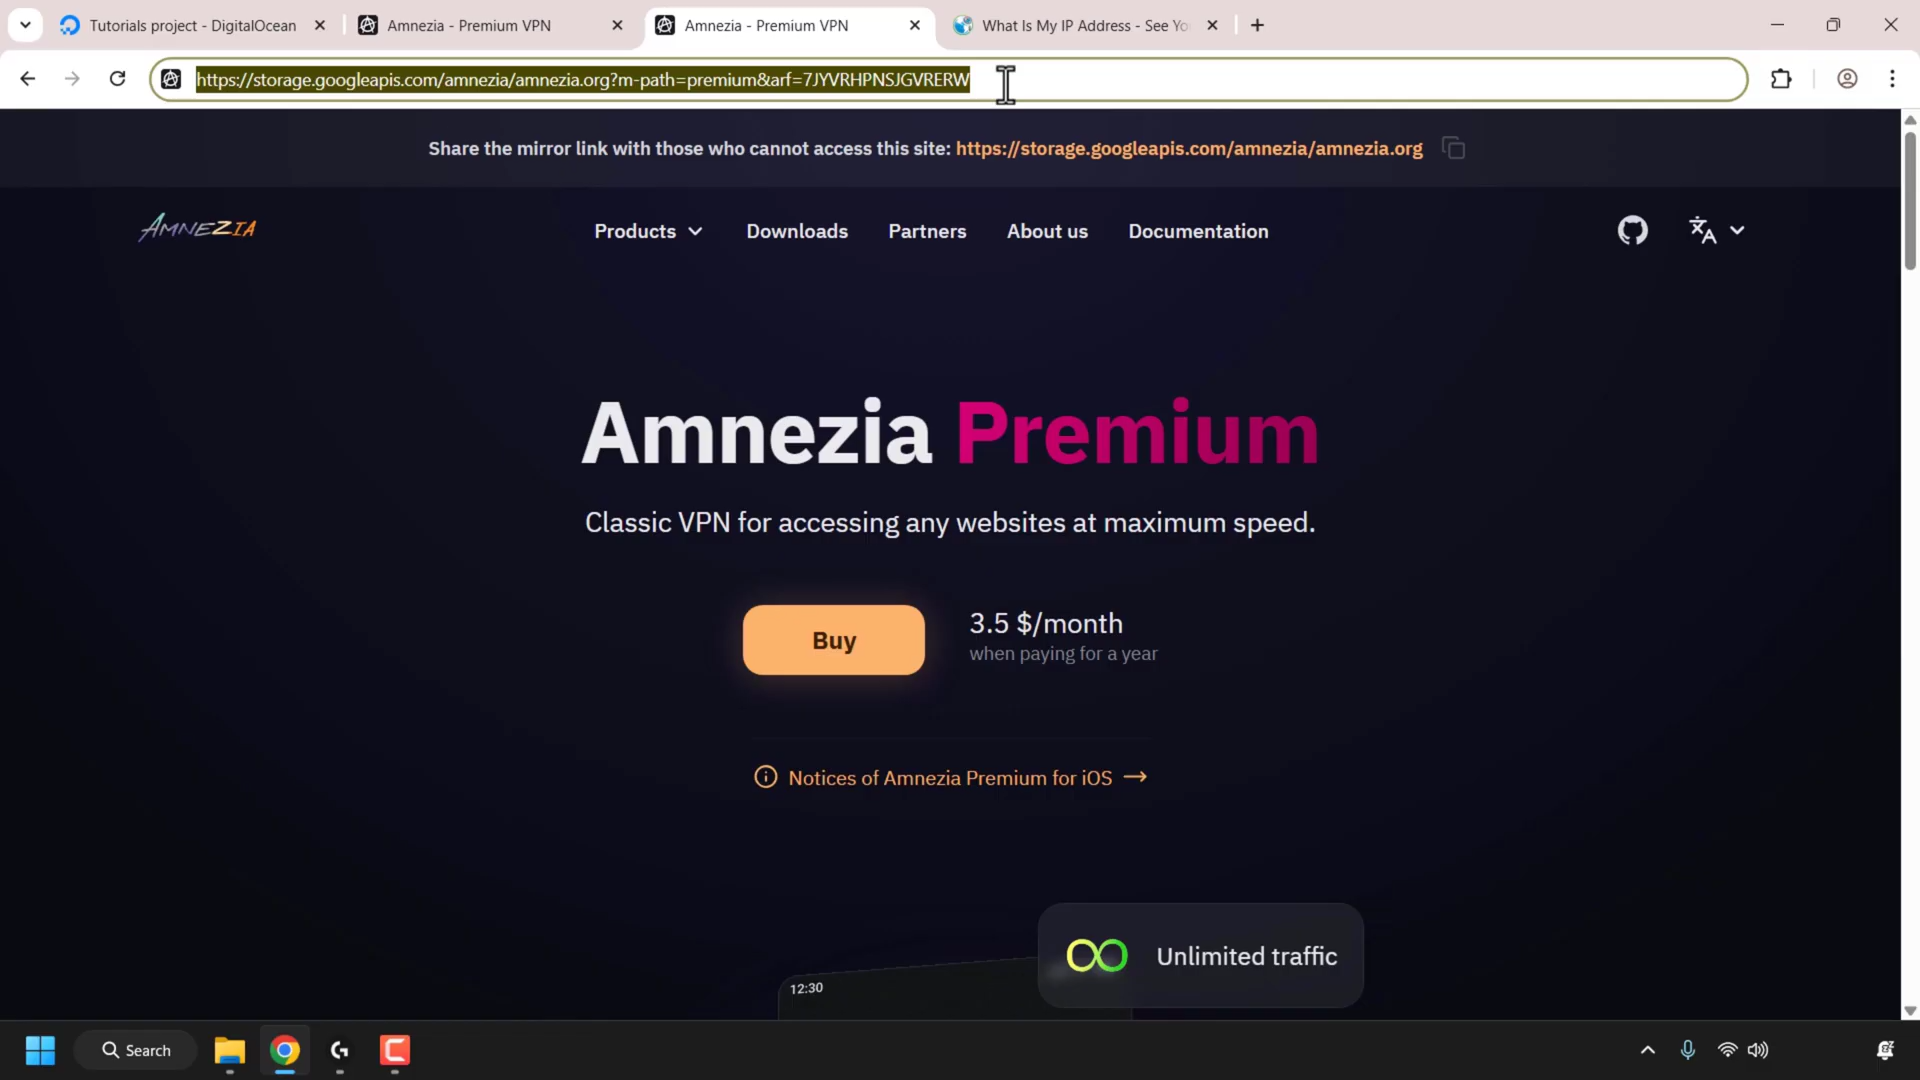 Tutorials project - DigitalOcean
Amnezia - Premium VPN
Amnezia - Premium VPN
What Is My IP Address - See Yo
https://storage.googleapis.com/amnezia/amnezia.org?m-path=premium&arf=7JYVRHPNSJGVRERW
Share the mirror link with those who cannot access this site: https://storage.googleapis.com/amnezia/amnezia.org
AMNEZIA
Products
Downloads
Partners
About us
Documentation
Amnezia Premium
Classic VPN for accessing any websites at maximum speed.
Buy
3.5 $/month
when paying for a year
Notices of Amnezia Premium for iOS →
Unlimited traffic
12:30
Search